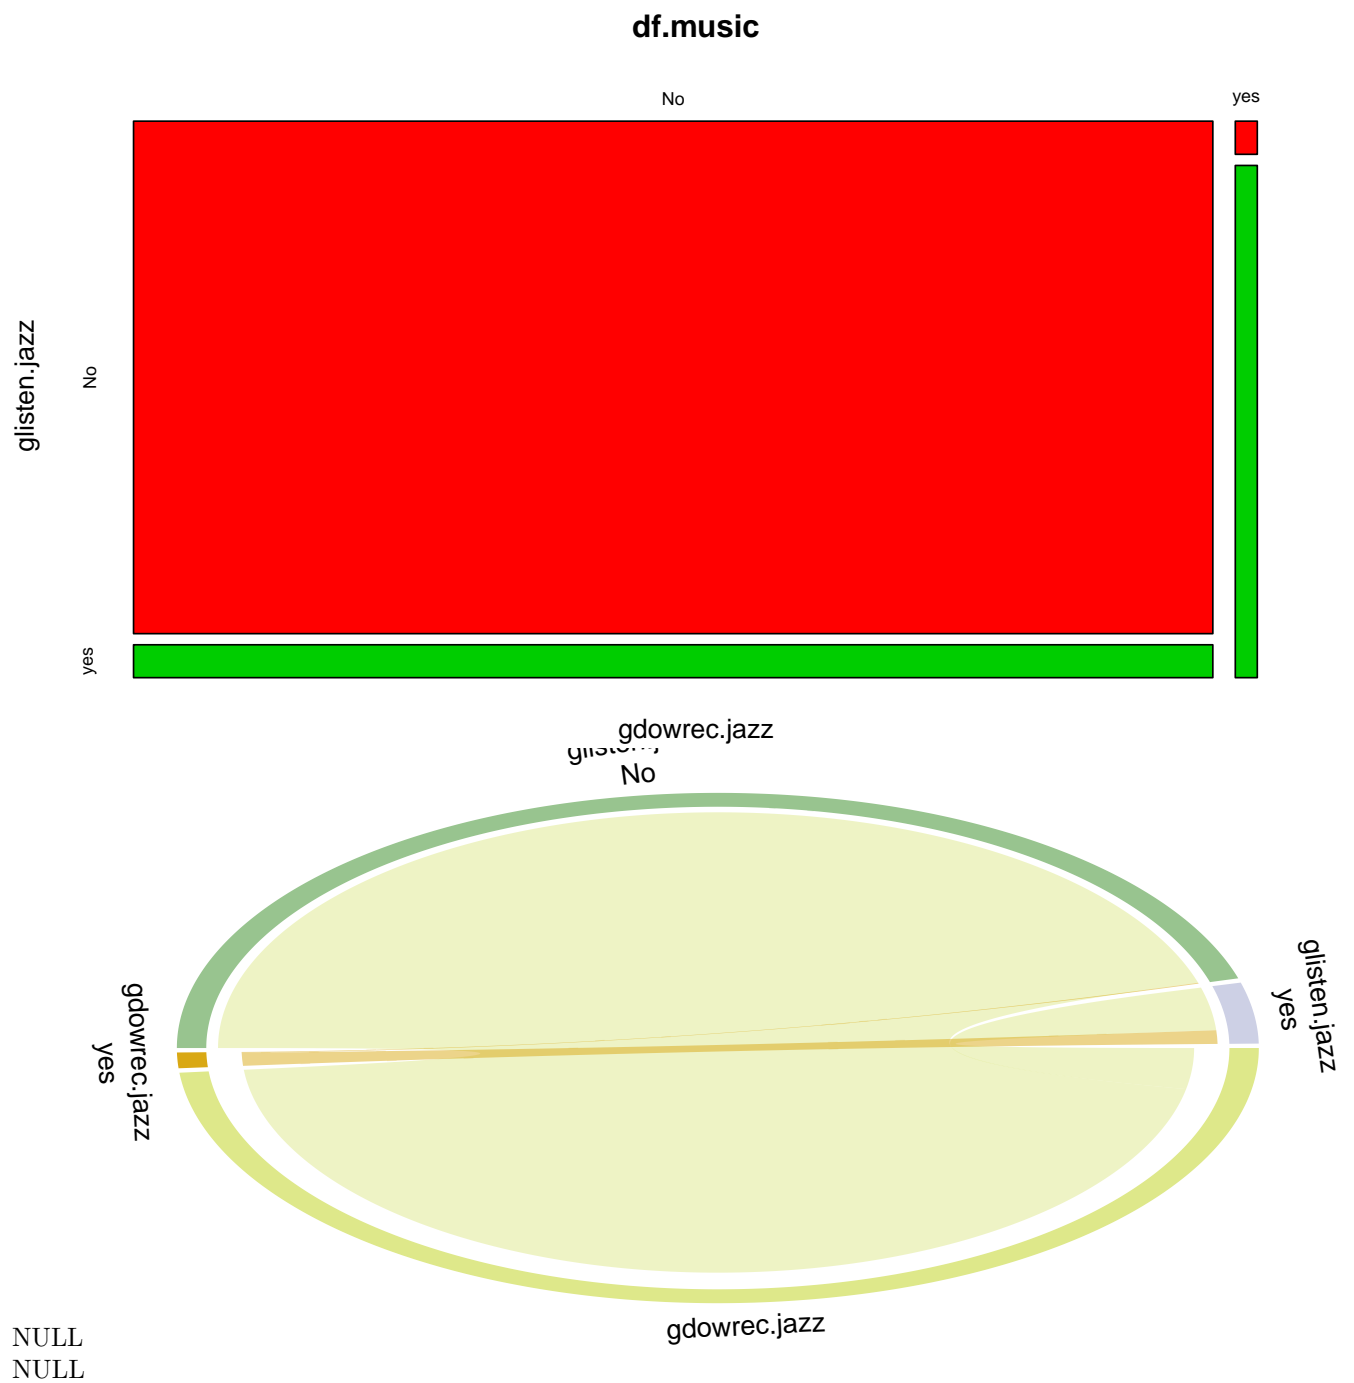 df.music
No
yes
glisten.jazz
No
yes
gdowrec.jazz
No
glisten.jazz
yes
gdowrec.jazz
yes
gdowrec.jazz
NULL
NULL